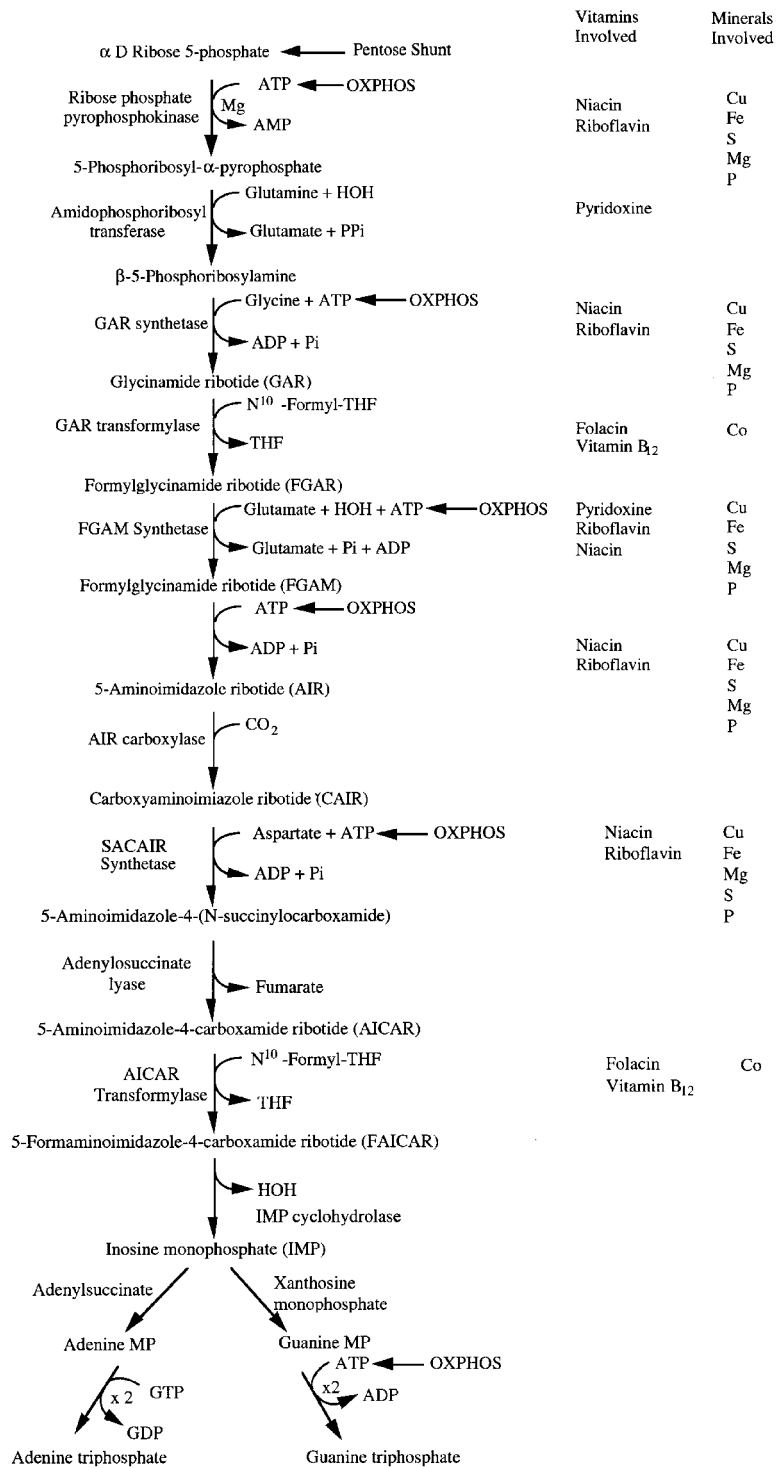 Vitamins Minerals
Involved Involved
α D Ribose 5-phosphate Pentose Shunt
ATP OXPHOS
Ribose phosphate Mg Niacin Cu
pyrophosphokinase AMP Riboflavin Fe
S
Mg
5-Phosphoribosyl-α-pyrophosphate P
Glutamine + HOH
Amidophosphoribosyl Pyridoxine
transferase Glutamate + PPi
β-5-Phosphoribosylamine
Glycine + ATP OXPHOS Niacin Cu
GAR synthetase Riboflavin Fe
ADP + Pi S
Mg
Glycinamide ribotide (GAR) P
N¹⁰ -Formyl-THF
GAR transformylase Folacin Co
THF Vitamin B₁₂
Formylglycinamide ribotide (FGAR)
Glutamate + HOH + ATP OXPHOS Pyridoxine Cu
FGAM Synthetase Riboflavin Fe
Glutamate + Pi + ADP Niacin S
Mg
Formylglycinamide ribotide (FGAM) P
ATP OXPHOS
ADP + Pi Niacin Cu
Riboflavin Fe
5-Aminoimidazole ribotide (AIR) S
Mg
CO₂ P
AIR carboxylase
Carboxyaminoimiazole ribotide (CAIR)
Aspartate + ATP OXPHOS Niacin Cu
SACAIR Riboflavin Fe
Synthetase ADP + Pi Mg
S
5-Aminoimidazole-4-(N-succinylocarboxamide) P
Adenylosuccinate
lyase Fumarate
5-Aminoimidazole-4-carboxamide ribotide (AICAR)
N¹⁰ -Formyl-THF Folacin Co
AICAR Vitamin B₁₂
Transformylase THF
5-Formaminoimidazole-4-carboxamide ribotide (FAICAR)
HOH
IMP cyclohydrolase
Inosine monophosphate (IMP)
Adenylsuccinate Xanthosine
monophosphate
Adenine MP Guanine MP
ATP OXPHOS
x 2 GTP x2 ADP
GDP
Adenine triphosphate Guanine triphosphate